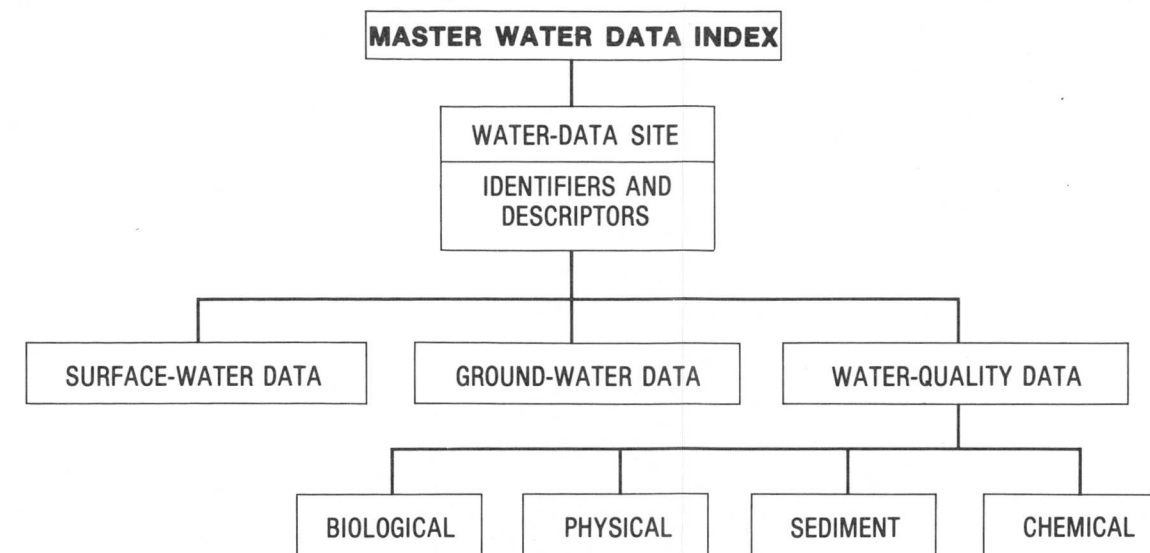 MASTER WATER DATA INDEX
WATER-DATA SITE
IDENTIFIERS AND
DESCRIPTORS
SURFACE-WATER DATA
GROUND-WATER DATA
WATER-QUALITY DATA
BIOLOGICAL
PHYSICAL
SEDIMENT
CHEMICAL